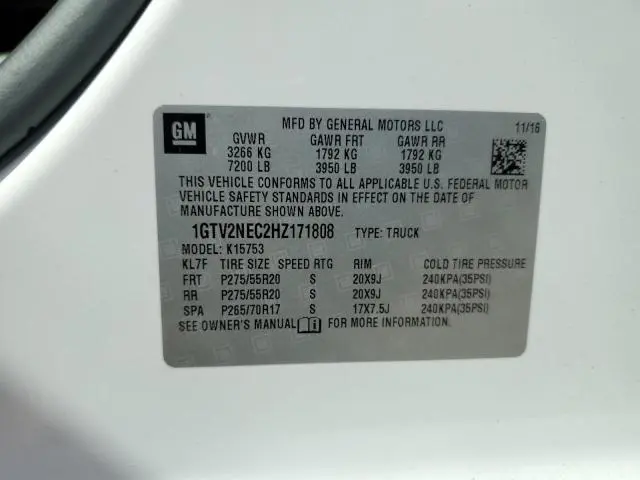 GM
MFD BY GENERAL MOTORS LLC 11/16
GVWR GAWR FRT GAWR RR
3266 KG 1792 KG 1792 KG
7200 LB 3950 LB 3950 LB
THIS VEHICLE CONFORMS TO ALL APPLICABLE U.S. FEDERAL MOTOR
VEHICLE SAFETY STANDARDS IN EFFECT ON THE DATE OF
MANUFACTURE SHOWN ABOVE.
1GTV2NEC2HZ171808 TYPE: TRUCK
MODEL: K15753
KL7F TIRE SIZE SPEED RTG RIM COLD TIRE PRESSURE
FRT P275/55R20 S 20X9J 240KPA(35PSI)
RR P275/55R20 S 20X9J 240KPA(35PSI)
SPA P265/70R17 S 17X7.5J 240KPA(35PSI)
SEE OWNER'S MANUAL FOR MORE INFORMATION.